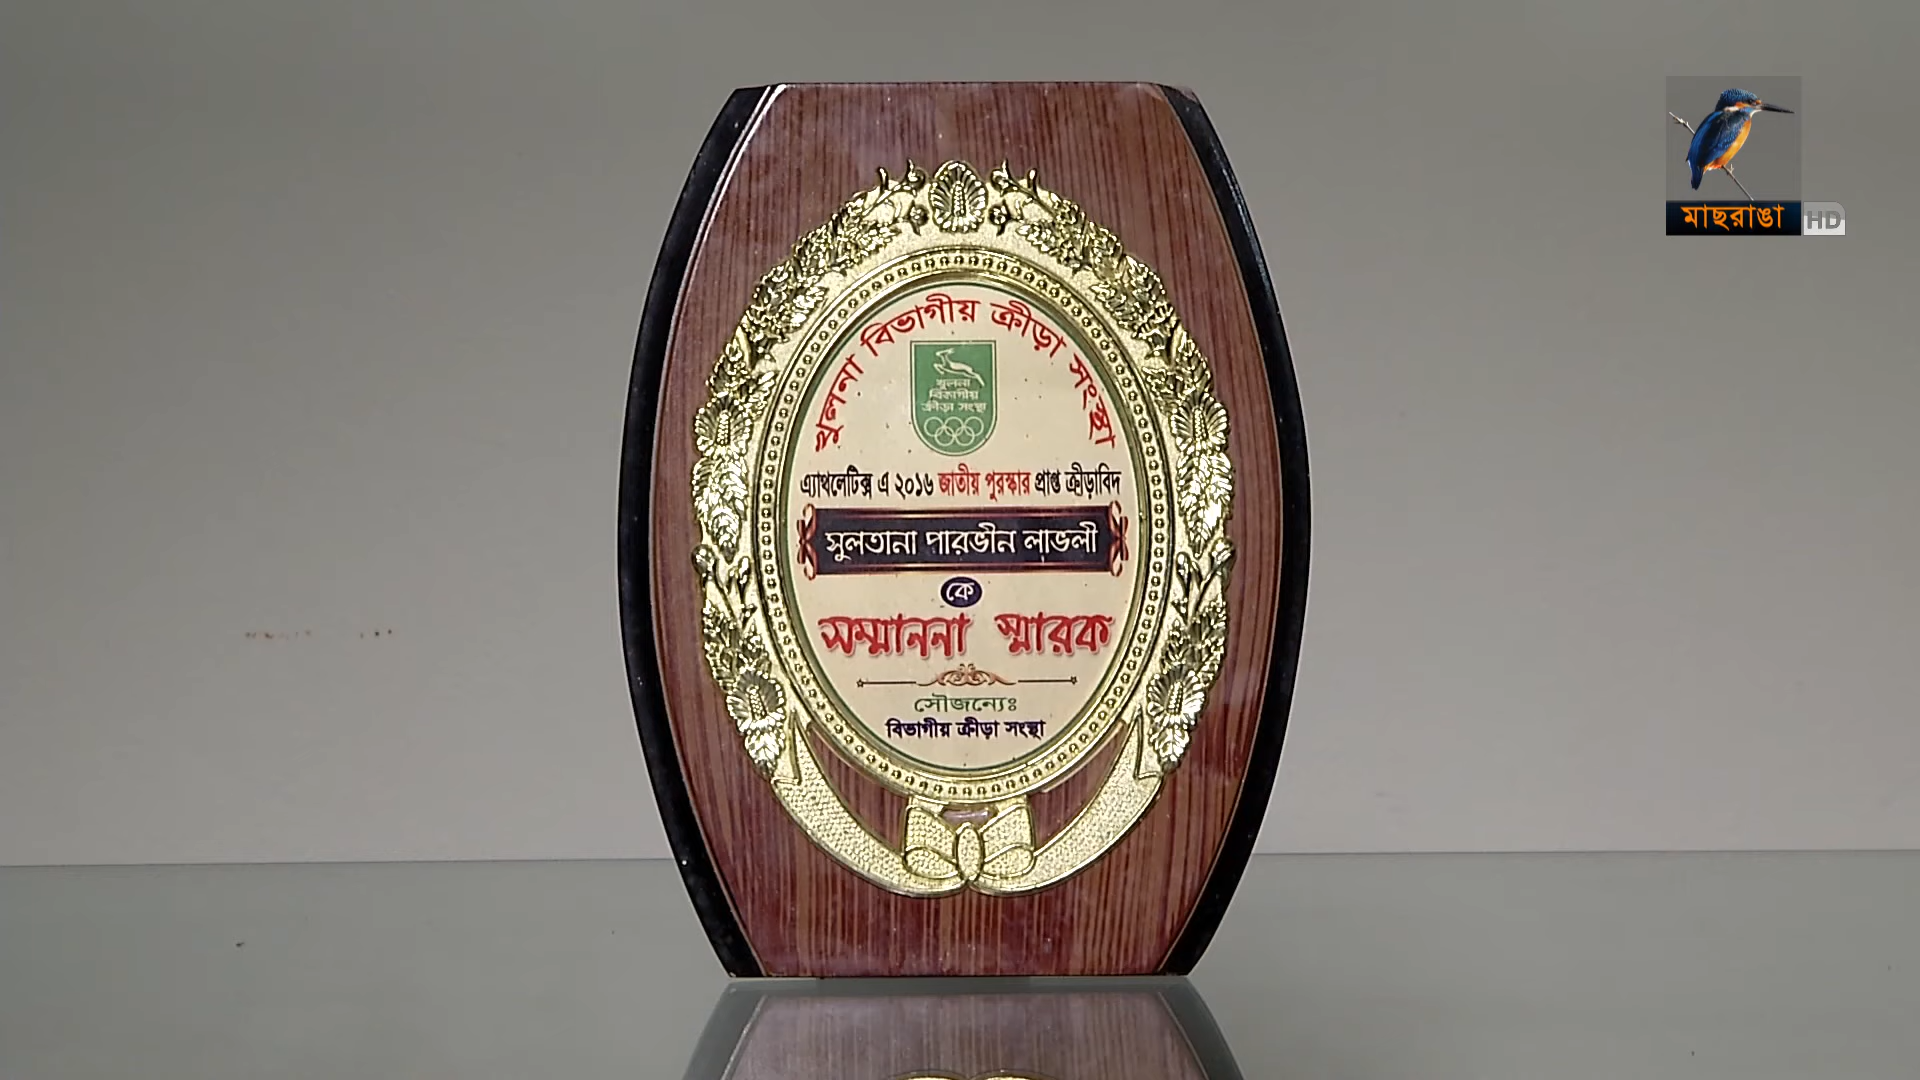 মাছরাঙা HD
খুলনা বিভাগীয় ক্রীড়া সংস্থা
খুলনা
বিভাগীয়
ক্রীড়া সংস্থা
এ্যাথলেটিক্স এ ২০১৬ জাতীয় পুরস্কার প্রাপ্ত ক্রীড়াবিদ
সুলতানা পারভীন লাভলী
কে
সম্মাননা স্মারক
সৌজন্যেঃ
বিভাগীয় ক্রীড়া সংস্থা